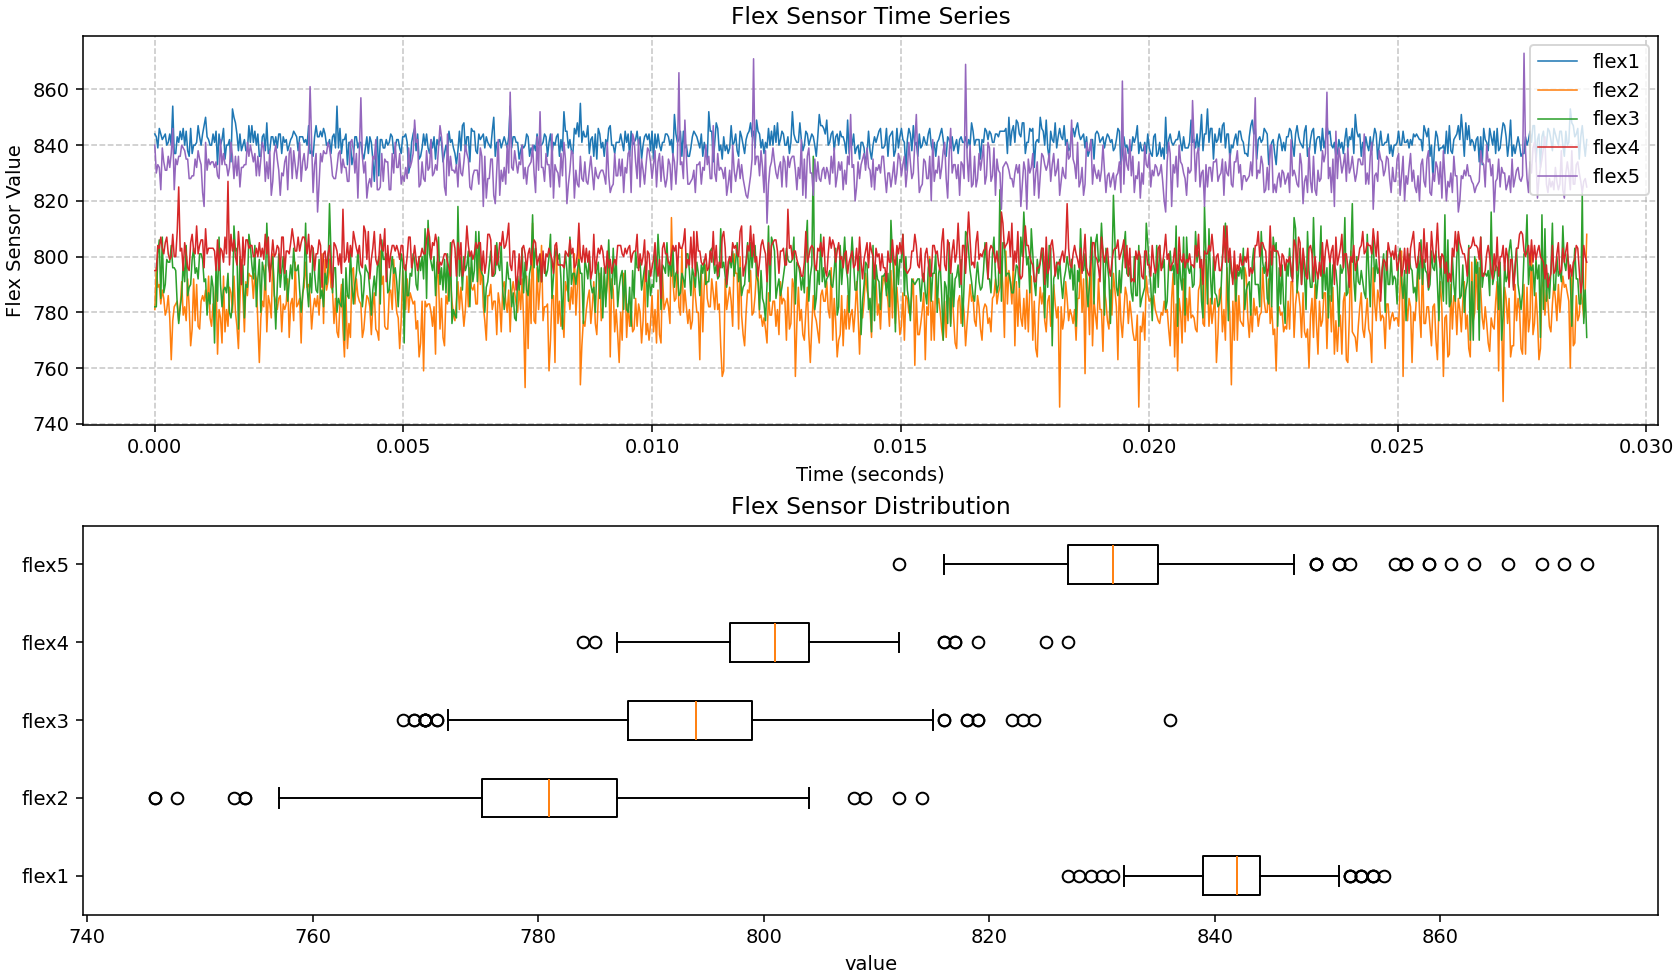 Flex Sensor Time Series
Flex Sensor Value
860
840
820
800
780
760
740
flex1
flex2
flex3
flex4
flex5
0.000 0.005 0.010 0.015 0.020 0.025 0.030
Time (seconds)
Flex Sensor Distribution
flex5
flex4
flex3
flex2
flex1
740 760 780 800 820 840 860
value